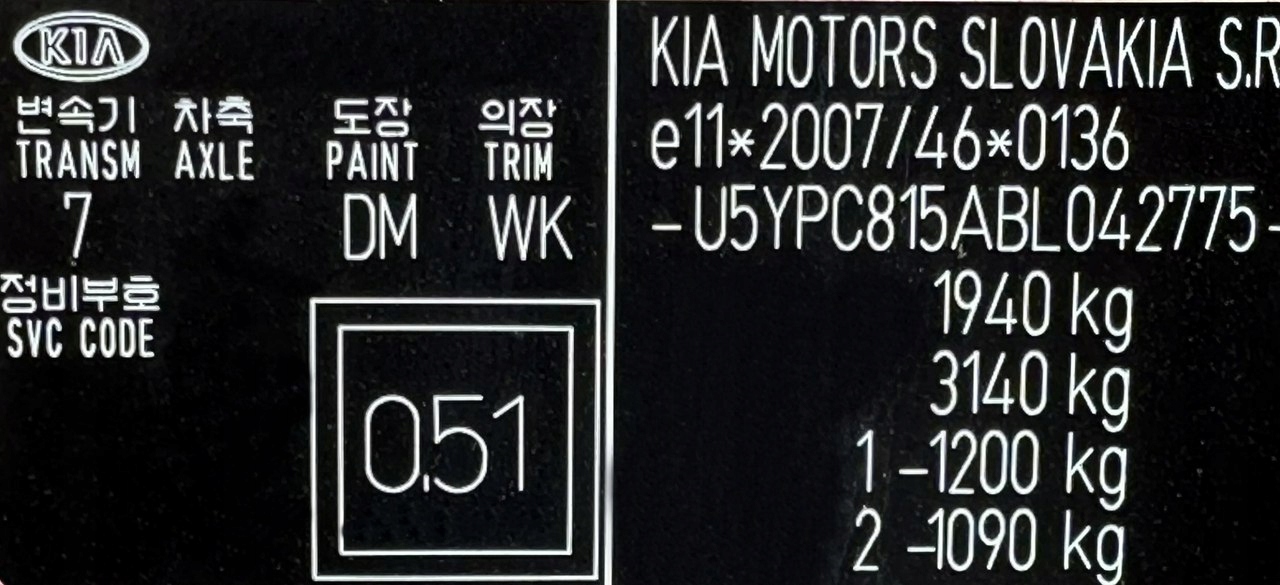 KIA
변속기 차축 도장 의장
TRANSM AXLE PAINT TRIM
7 DM WK
정비부호
SVC CODE
0.51
KIA MOTORS SLOVAKIA S.R
e11*2007/46*0136
-U5YPC815ABL042775-
1940 kg
3140 kg
1 -1200 kg
2 -1090 kg